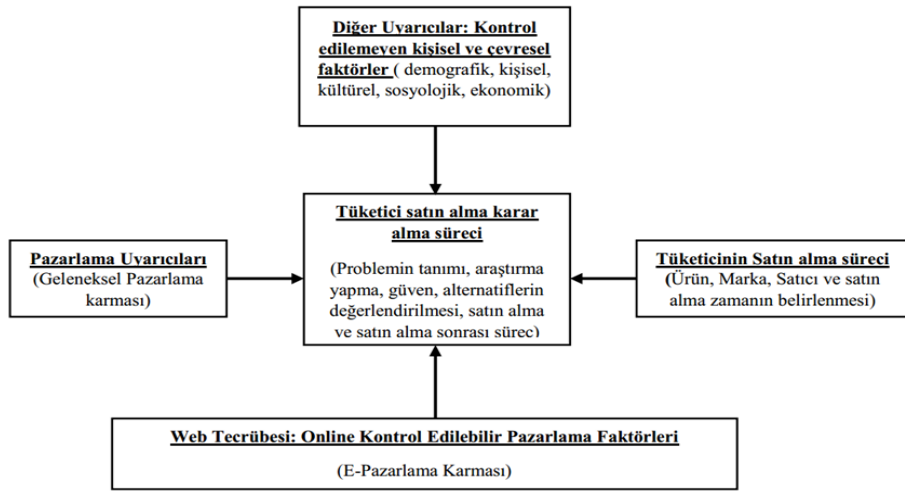 Diğer Uyarıcılar: Kontrol
edilemeyen kişisel ve çevresel
faktörler ( demografik, kişisel,
kültürel, sosyolojik, ekonomik)
Tüketici satın alma karar
alma süreci
(Problemin tanımı, araştırma
yapma, güven, alternatiflerin
değerlendirilmesi, satın alma
ve satın alma sonrası süreç)
Pazarlama Uyarıcıları
(Geleneksel Pazarlama
karması)
Tüketicinin Satın alma süreci
(Ürün, Marka, Satıcı ve satın
alma zamanın belirlenmesi)
Web Tecrübesi: Online Kontrol Edilebilir Pazarlama Faktörleri
(E-Pazarlama Karması)